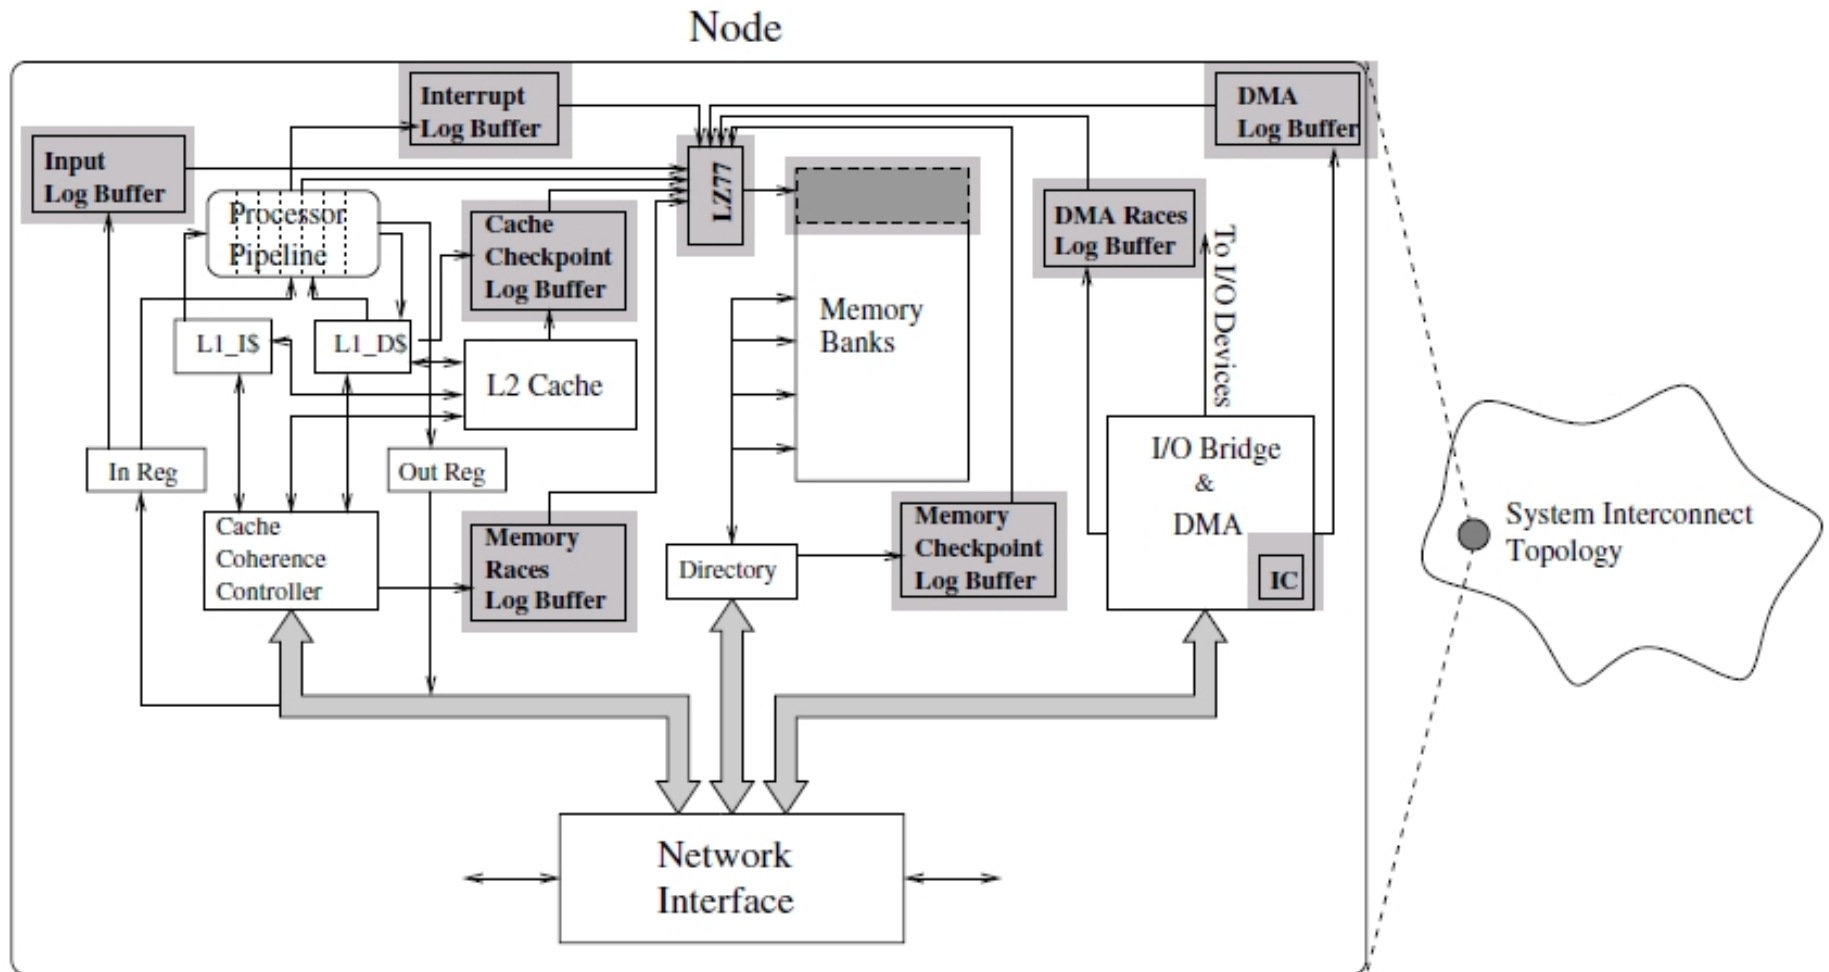 Node
Interrupt
Log Buffer
DMA
Log Buffer
Input
Log Buffer
LZ77
Processor
Pipeline
Cache
Checkpoint
Log Buffer
DMA Races
Log Buffer
To I/O Devices
Memory
Banks
L1_I$
L1_D$
L2 Cache
I/O Bridge
&
DMA
IC
In Reg
Out Reg
Cache
Coherence
Controller
Memory
Races
Log Buffer
Directory
Memory
Checkpoint
Log Buffer
System Interconnect
Topology
Network
Interface